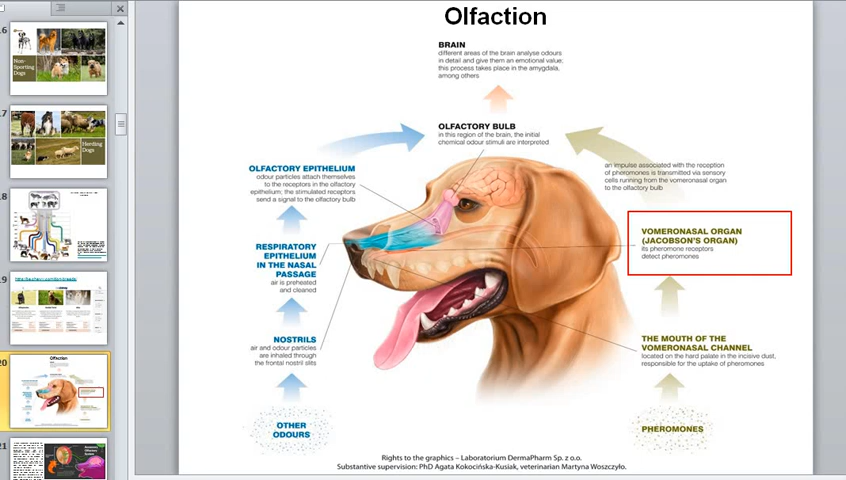 Olfaction
BRAIN
different areas of the brain analyse odours
in detail and give them an emotional value;
this process takes place in the amygdala,
among others
OLFACTORY BULB
in this region of the brain, the initial
chemical odour stimuli are interpreted
OLFACTORY EPITHELIUM
odour particles attach themselves
to the receptors in the olfactory
epithelium; the stimulated receptors
send a signal to the olfactory bulb
an impulse associated with the reception
of pheromones is transmitted via sensory
cells running from the vomeronasal organ
to the olfactory bulb
RESPIRATORY
EPITHELIUM
IN THE NASAL
PASSAGE
air is preheated
and cleaned
VOMERONASAL ORGAN
(JACOBSON'S ORGAN)
its pheromone receptors
detect pheromones
NOSTRILS
air and odour particles
are inhaled through
the frontal nostril slits
THE MOUTH OF THE
VOMERONASAL CHANNEL
located on the hard palate in the incisive dust,
responsible for the uptake of pheromones
OTHER
ODOURS
PHEROMONES
Rights to the graphics – Laboratorium DermaPharm Sp. z o.o.
Substantive supervision: PhD Agata Kokocińska-Kusiak, veterinarian Martyna Woszczyło.
6
Non-
Sporting
Dogs
17
Herding
Dogs
18
19
20
Olfaction
21